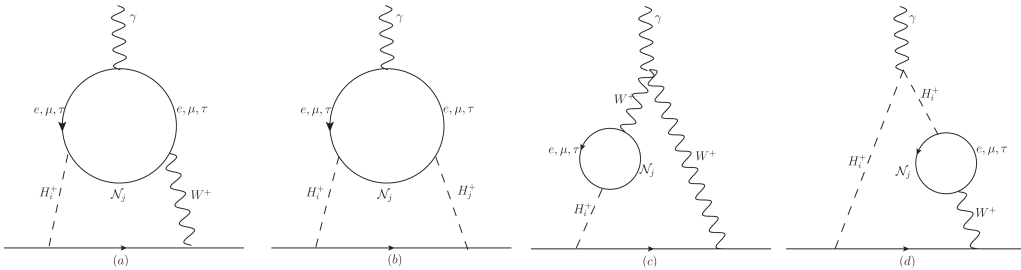 γ
e, μ, τ
e, μ, τ
H_i^+
𝒩_j
W^+
(a)
γ
e, μ, τ
e, μ, τ
H_i^+
𝒩_j
H_j^+
(b)
γ
W^+
e, μ, τ
𝒩_j
W^+
H_i^+
(c)
γ
H_i^+
H_i^+
e, μ, τ
𝒩_j
W^+
(d)